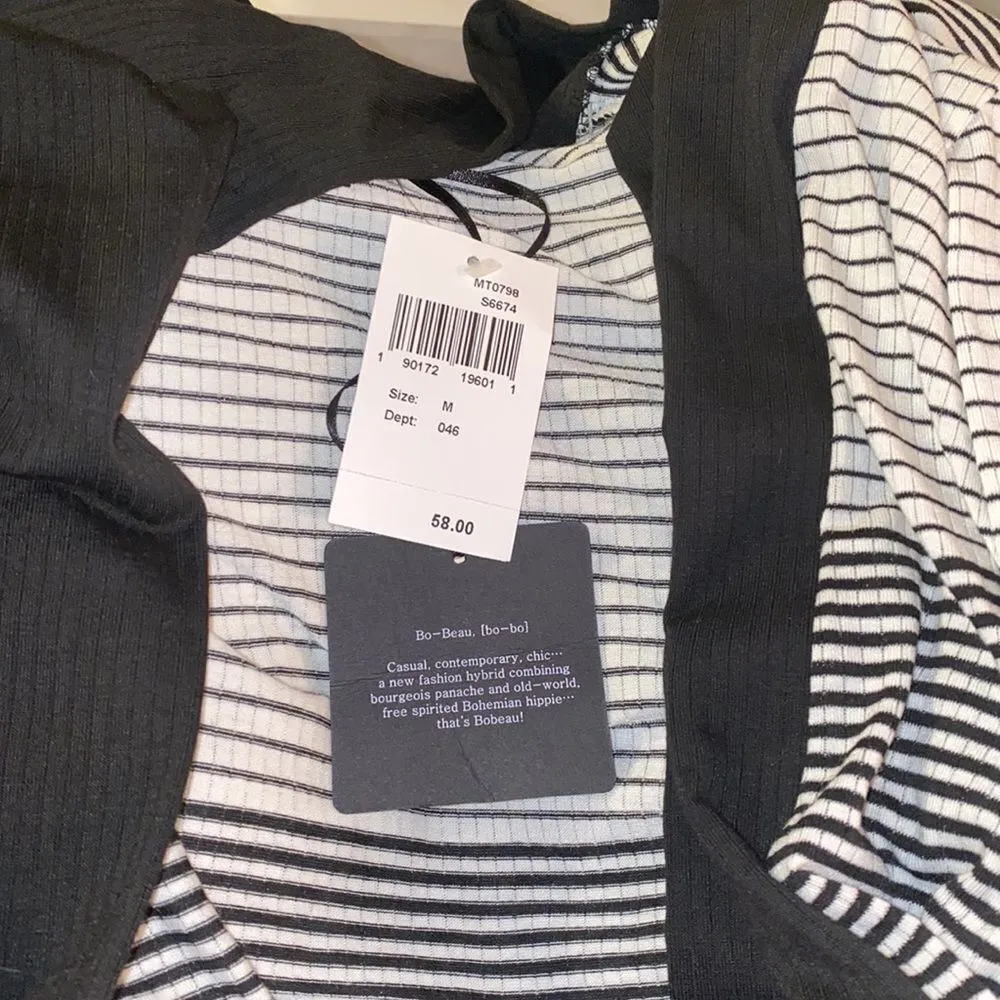 MT0798
S6674
1 90172 19601 1
Size: M
Dept: 046
58.00
Bo-Beau, [bo-bo]
Casual, contemporary, chic...
a new fashion hybrid combining
bourgeois panache and old-world,
free spirited Bohemian hippie...
that's Bobeau!